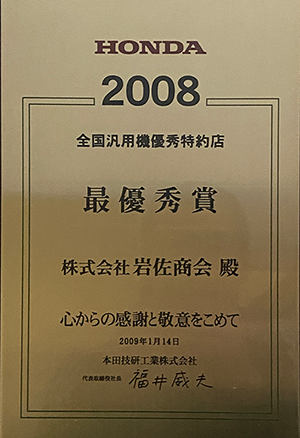 HONDA
2008
全国汎用機優秀特約店
最優秀賞
株式会社 岩佐商会 殿
心からの感謝と敬意をこめて
2009年1月14日
本田技研工業株式会社
代表取締役社長 福井威夫